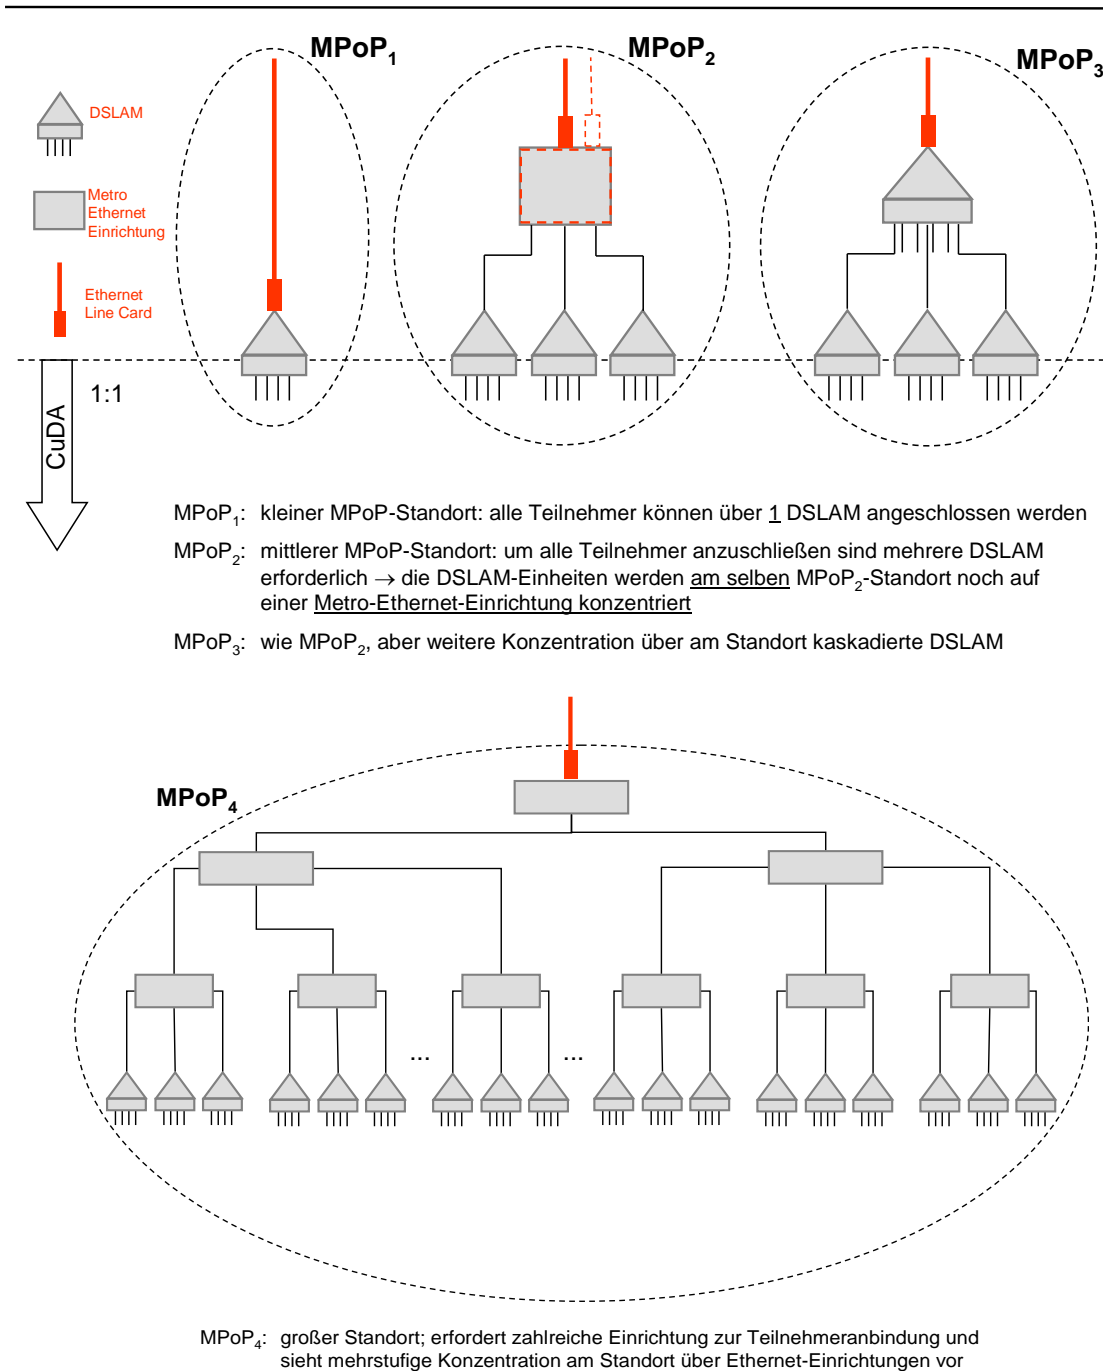 MPoP1
MPoP2
MPoP3
DSLAM
Metro
Ethernet
Einrichtung
Ethernet
Line Card
1:1
CuDA
MPoP1: kleiner MPoP-Standort: alle Teilnehmer können über 1 DSLAM angeschlossen werden
MPoP2: mittlerer MPoP-Standort: um alle Teilnehmer anzuschließen sind mehrere DSLAM
erforderlich → die DSLAM-Einheiten werden am selben MPoP2-Standort noch auf
einer Metro-Ethernet-Einrichtung konzentriert
MPoP3: wie MPoP2, aber weitere Konzentration über am Standort kaskadierte DSLAM
MPoP4
... ...
MPoP4: großer Standort; erfordert zahlreiche Einrichtung zur Teilnehmeranbindung und
sieht mehrstufige Konzentration am Standort über Ethernet-Einrichtungen vor